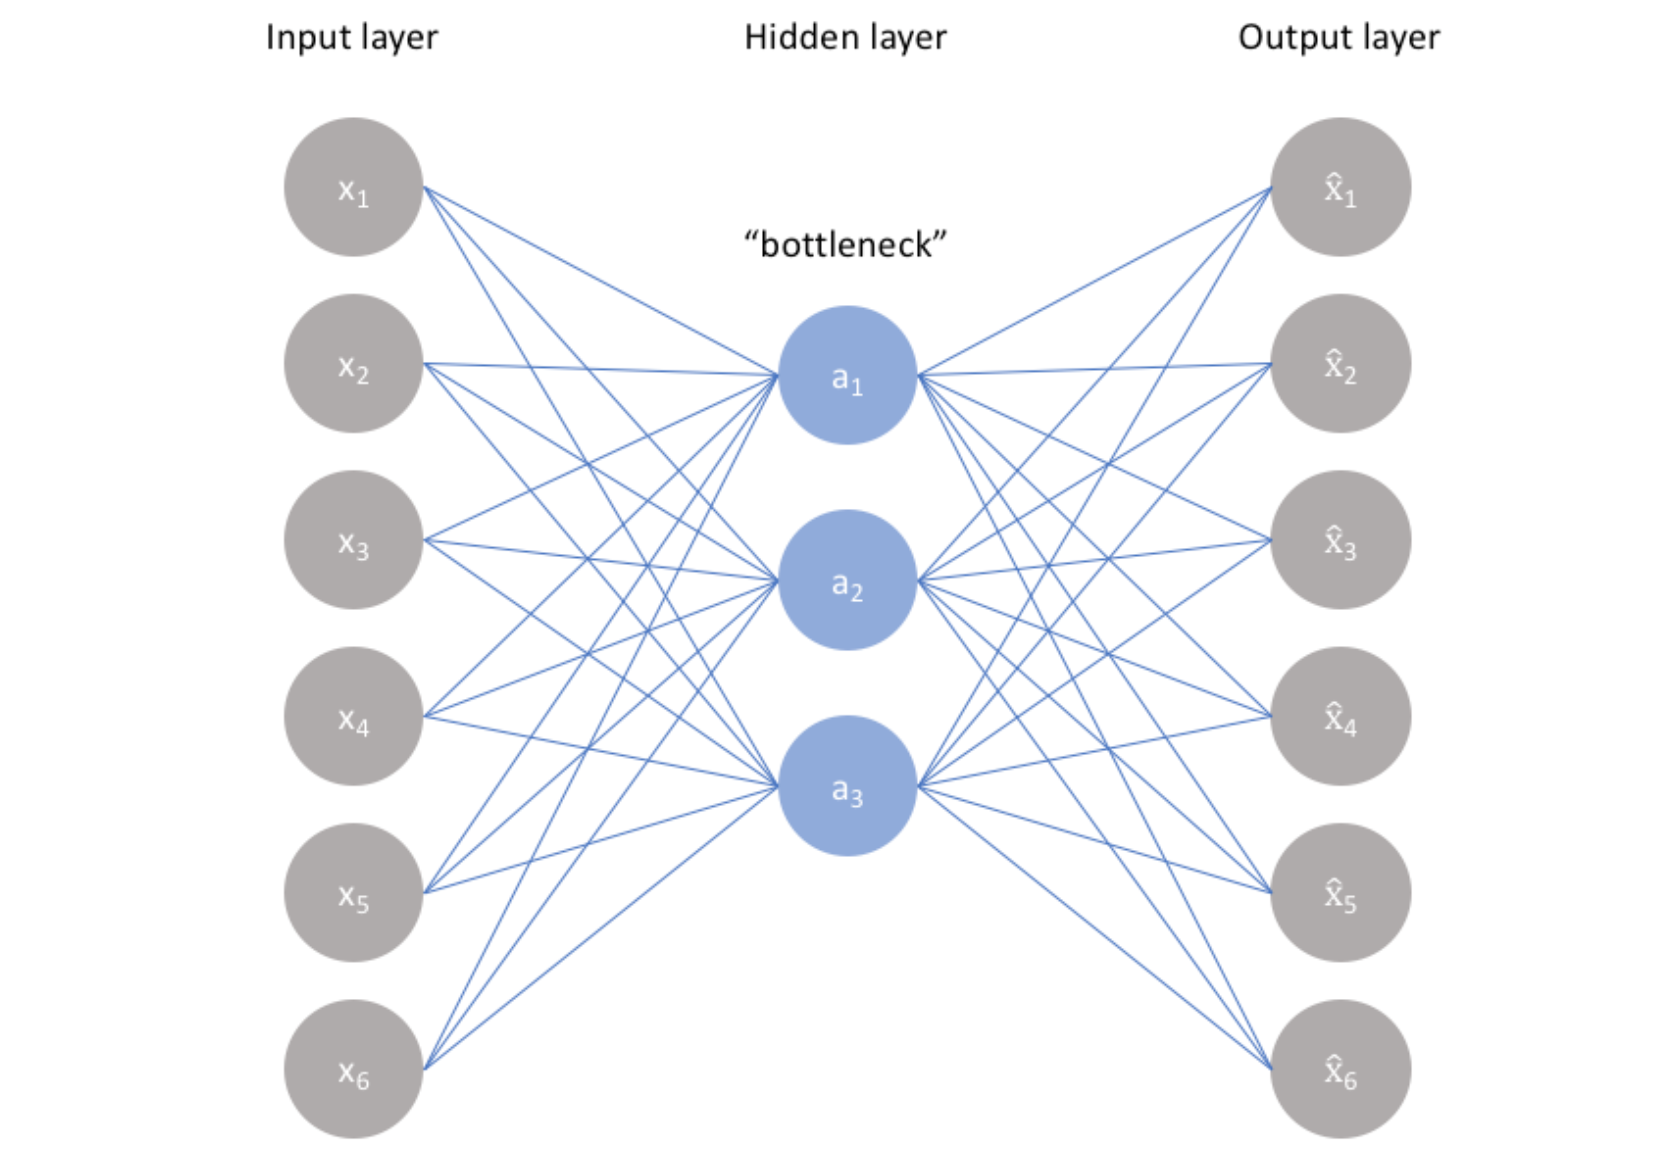 Input layer
Hidden layer
Output layer
“bottleneck”
x₁
x₂
x₃
x₄
x₅
x₆
a₁
a₂
a₃
x̂₁
x̂₂
x̂₃
x̂₄
x̂₅
x̂₆